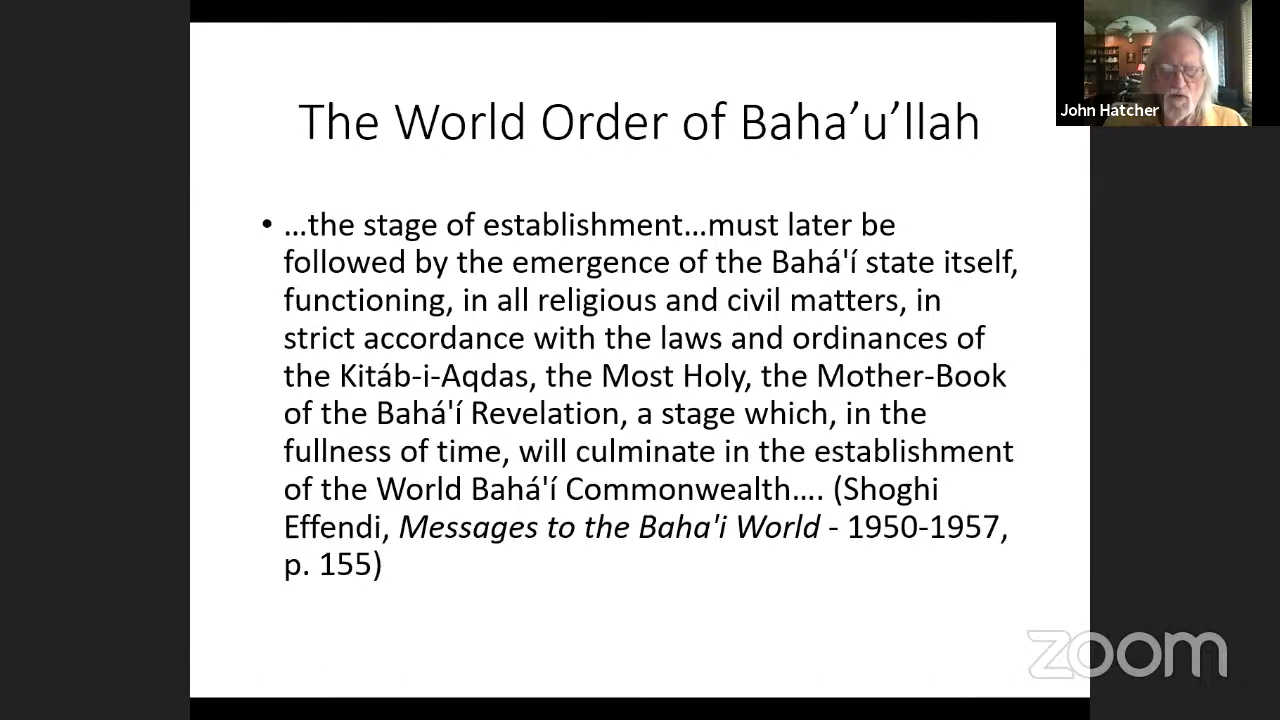 The World Order of Baha’u’llah
John Hatcher
• …the stage of establishment…must later be
followed by the emergence of the Bahá'í state itself,
functioning, in all religious and civil matters, in
strict accordance with the laws and ordinances of
the Kitáb-i-Aqdas, the Most Holy, the Mother-Book
of the Bahá'í Revelation, a stage which, in the
fullness of time, will culminate in the establishment
of the World Bahá'í Commonwealth…. (Shoghi
Effendi, Messages to the Baha'i World - 1950-1957,
p. 155)
zoom